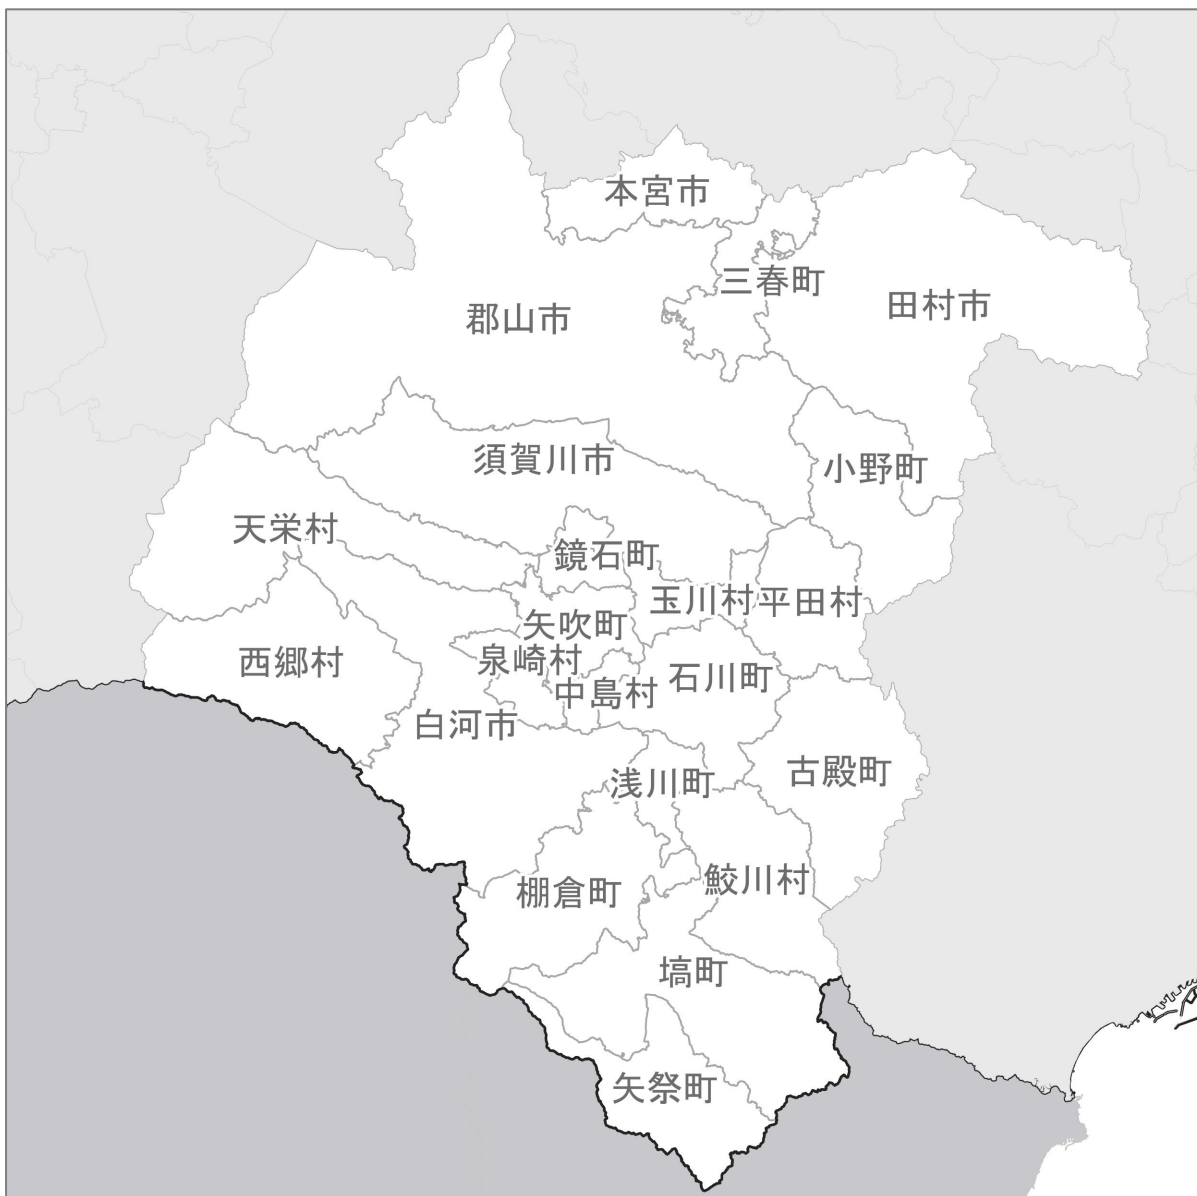 本宮市
三春町
田村市
郡山市
須賀川市
小野町
天栄村
鏡石町
玉川村
平田村
矢吹町
泉崎村
西郷村
中島村
石川町
白河市
古殿町
浅川町
鮫川村
棚倉町
塙町
矢祭町